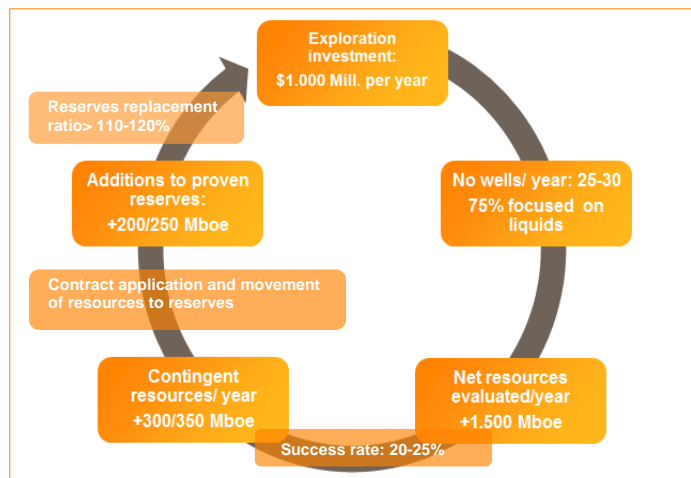 Exploration
investment:
$1.000 Mill. per year
No wells/ year: 25-30
75% focused on
liquids
Net resources
evaluated/year
+1.500 Mboe
Success rate: 20-25%
Contingent
resources/ year
+300/350 Mboe
Contract application and movement
of resources to reserves
Additions to proven
reserves:
+200/250 Mboe
Reserves replacement
ratio> 110-120%